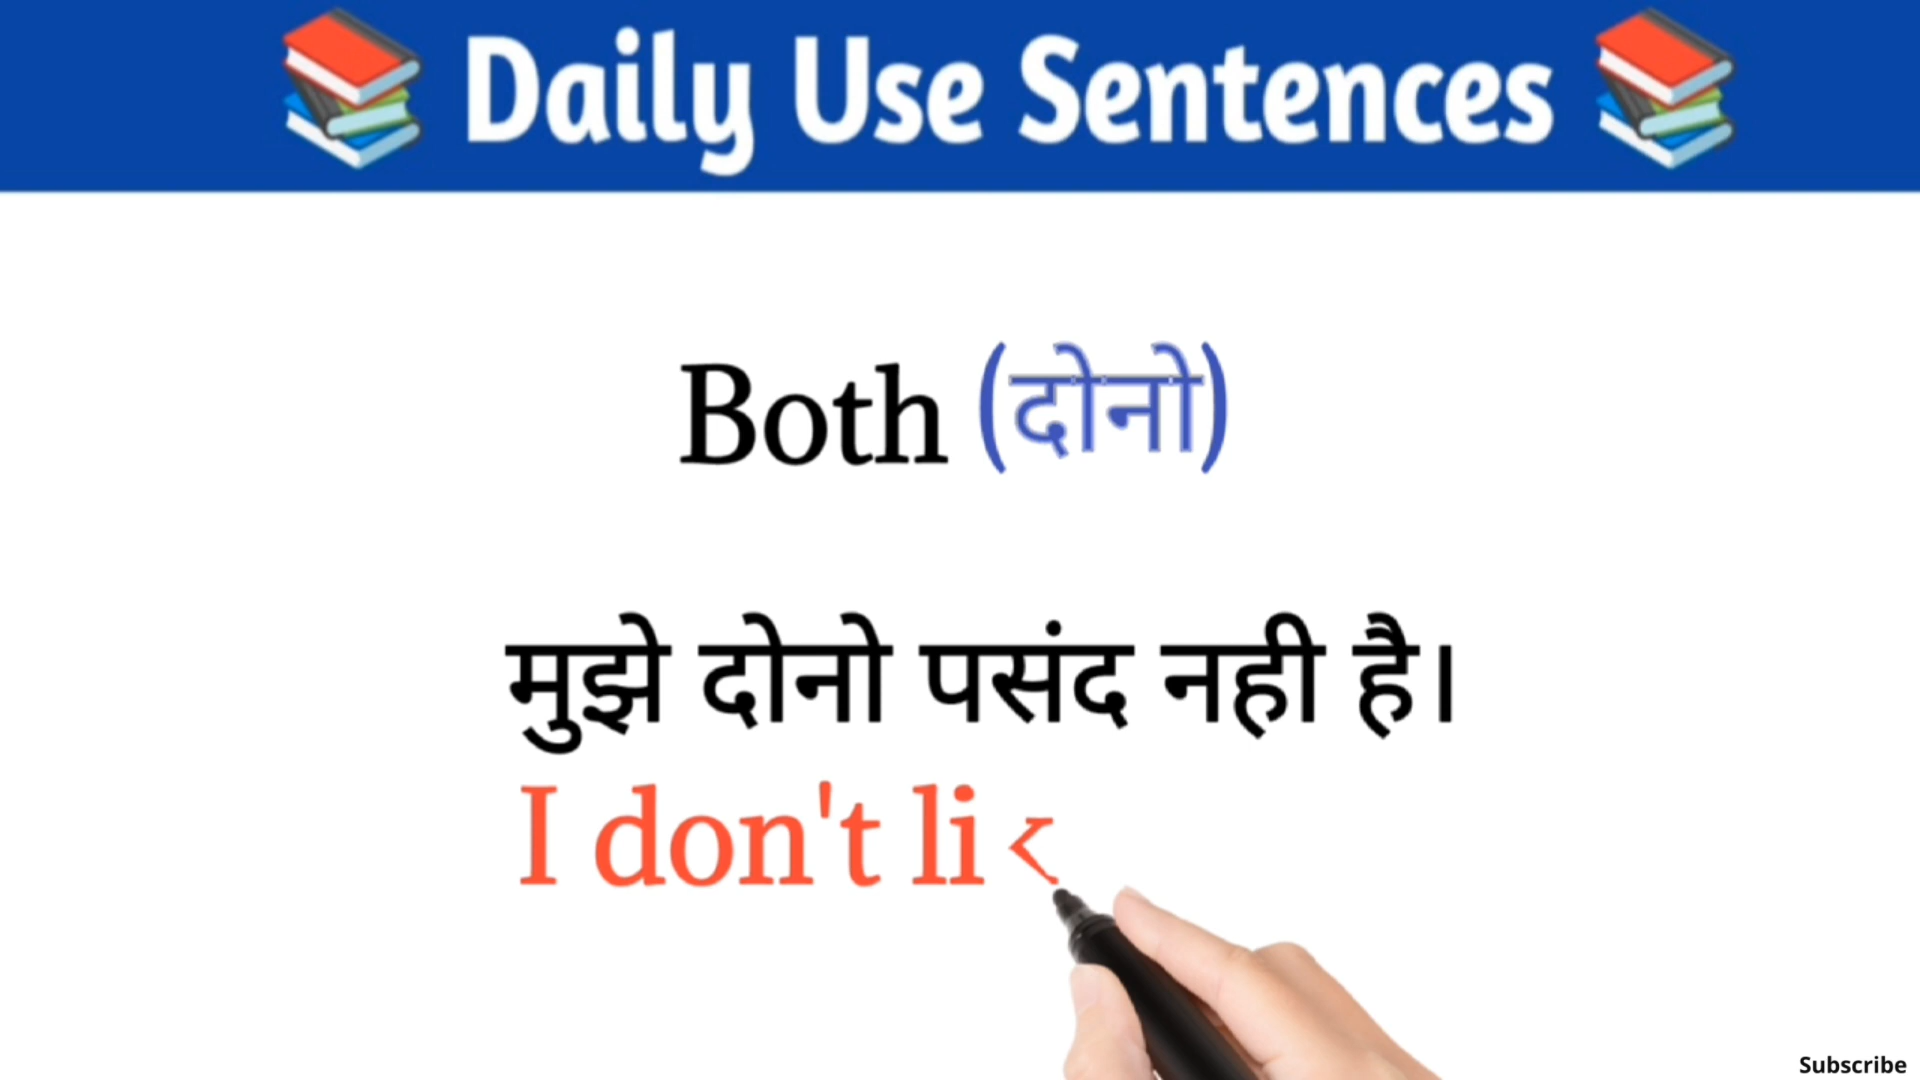 Daily Use Sentences
Both (दोनो)
मुझे दोनो पसंद नही है।
I don't li
Subscribe